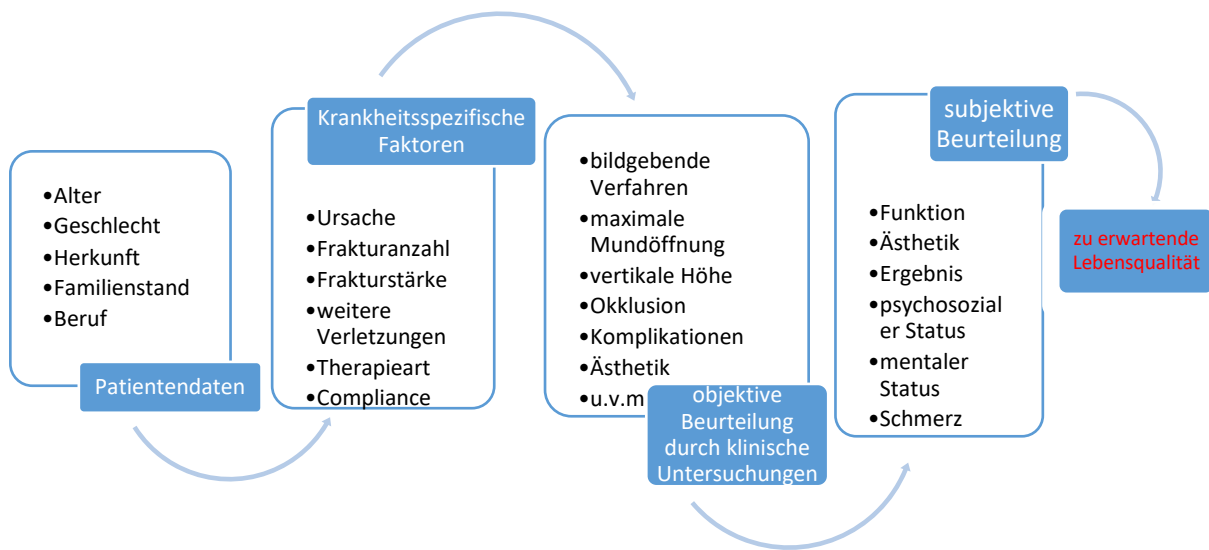 •Alter
•Geschlecht
•Herkunft
•Familienstand
•Beruf
Patientendaten
Krankheitsspezifische
Faktoren
•Ursache
•Frakturanzahl
•Frakturstärke
•weitere
Verletzungen
•Therapieart
•Compliance
•bildgebende
Verfahren
•maximale
Mundöffnung
•vertikale Höhe
•Okklusion
•Komplikationen
•Ästhetik
•u.v.m
objektive
Beurteilung
durch klinische
Untersuchungen
subjektive
Beurteilung
•Funktion
•Ästhetik
•Ergebnis
•psychosozial
er Status
•mentaler
Status
•Schmerz
zu erwartende
Lebensqualität